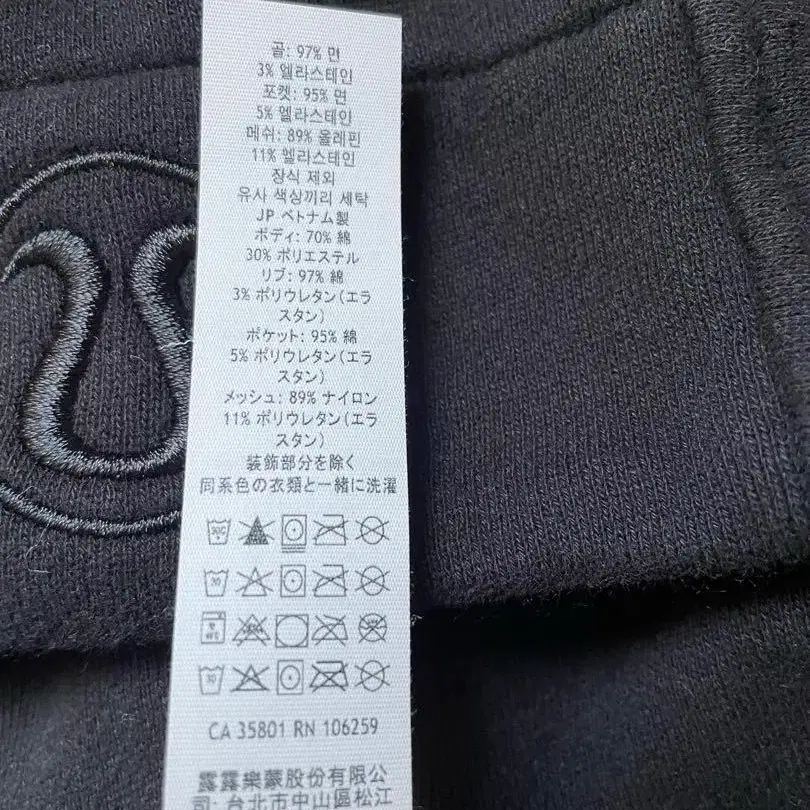 골: 97% 면
3% 엘라스테인
포켓: 95% 면
5% 엘라스테인
메쉬: 89% 올레핀
11% 엘라스테인
장식 제외
유사 색상끼리 세탁
JP ベトナム製
ボディ: 70% 綿
30% ポリエステル
リブ: 97% 綿
3% ポリウレタン(エラ
スタン)
ポケット: 95% 綿
5% ポリウレタン(エラ
スタン)
メッシュ: 89% ナイロン
11% ポリウレタン(エラ
スタン)
装飾部分を除く
同系色の衣類と一緒に洗濯
CA 35801 RN 106259
露露樂蒙股份有限公
司: 台北市中山區松江